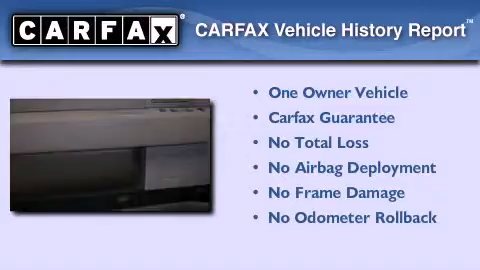 CARFAX® CARFAX Vehicle History Report™
• One Owner Vehicle
• Carfax Guarantee
• No Total Loss
• No Airbag Deployment
• No Frame Damage
• No Odometer Rollback